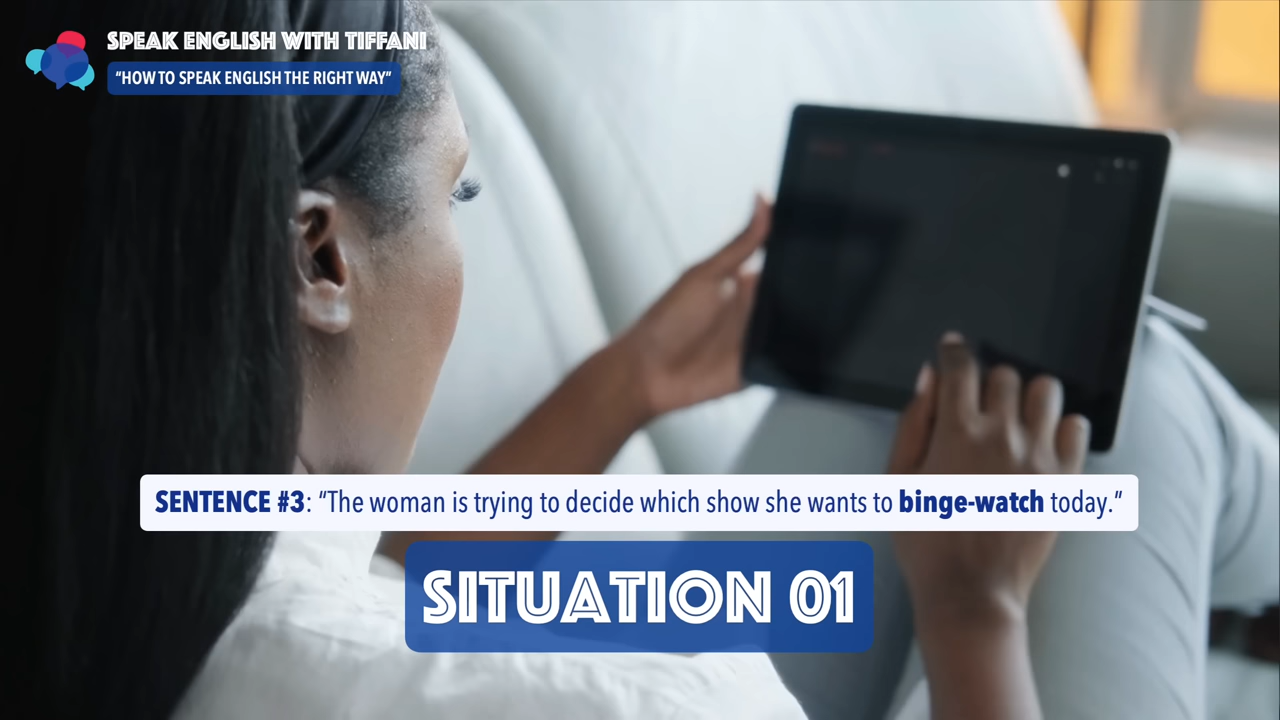 SPEAK ENGLISH WITH TIFFANI
“HOW TO SPEAK ENGLISH THE RIGHT WAY”
SENTENCE #3: “The woman is trying to decide which show she wants to binge-watch today.”
SITUATION 01